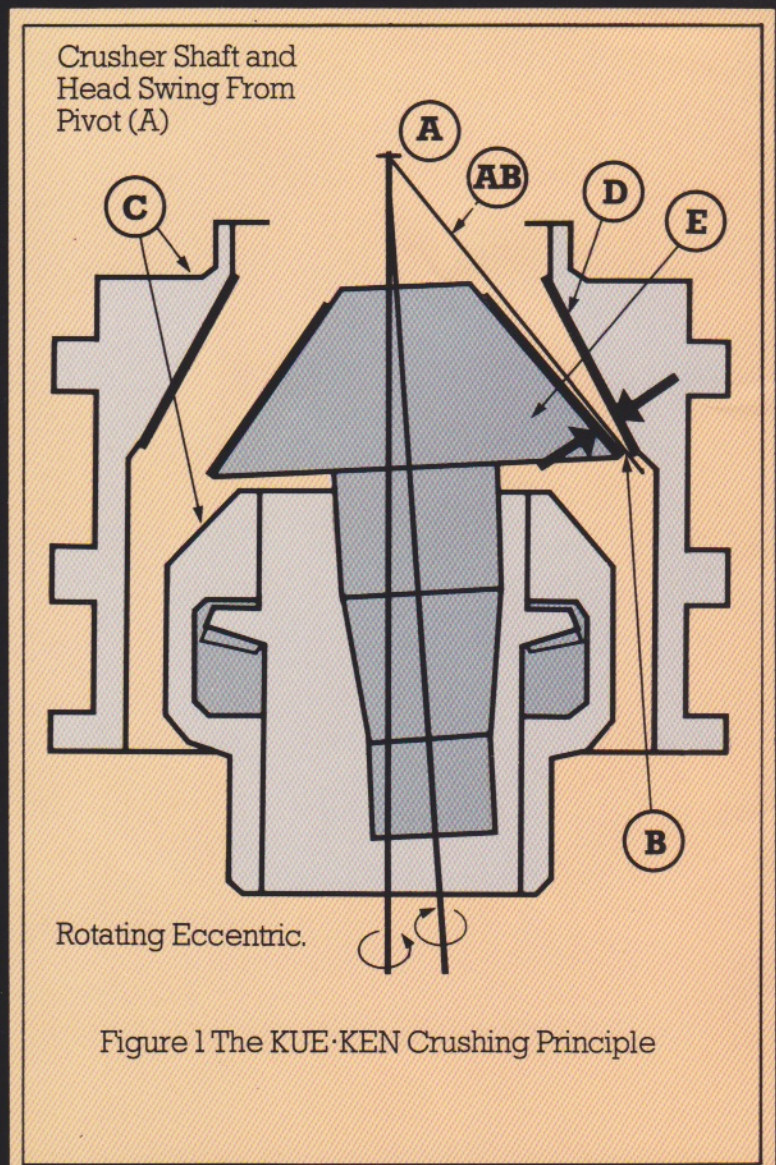 Crusher Shaft and
Head Swing From
Pivot (A)
A
AB
C
D
E
B
Rotating Eccentric.
Figure 1 The KUE·KEN Crushing Principle